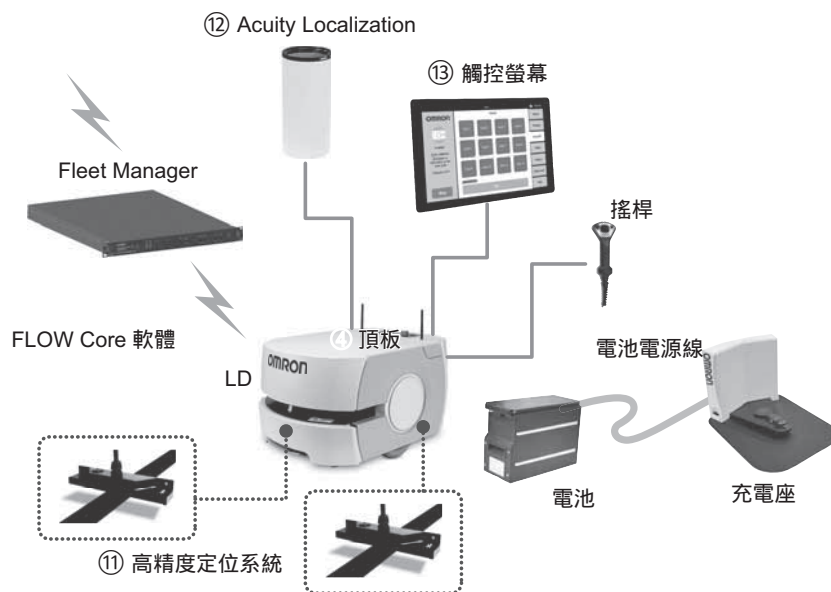 ⑫ Acuity Localization
⑬ 觸控螢幕
OMRON
Fleet Manager
搖桿
FLOW Core 軟體
④ 頂板
電池電源線
OMRON
LD
OMRON
電池
充電座
⑪ 高精度定位系統